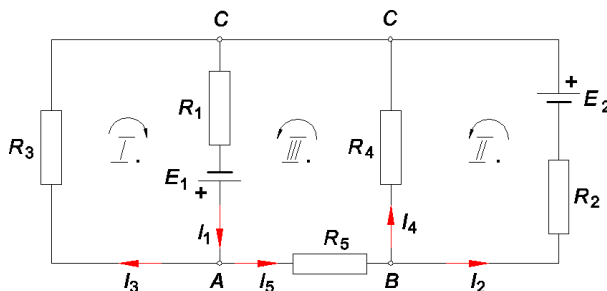 C C
R1 + E2
R3 I. III. R4 II.
E1 + R2
I1 R5 I4
I3 A I5 B I2